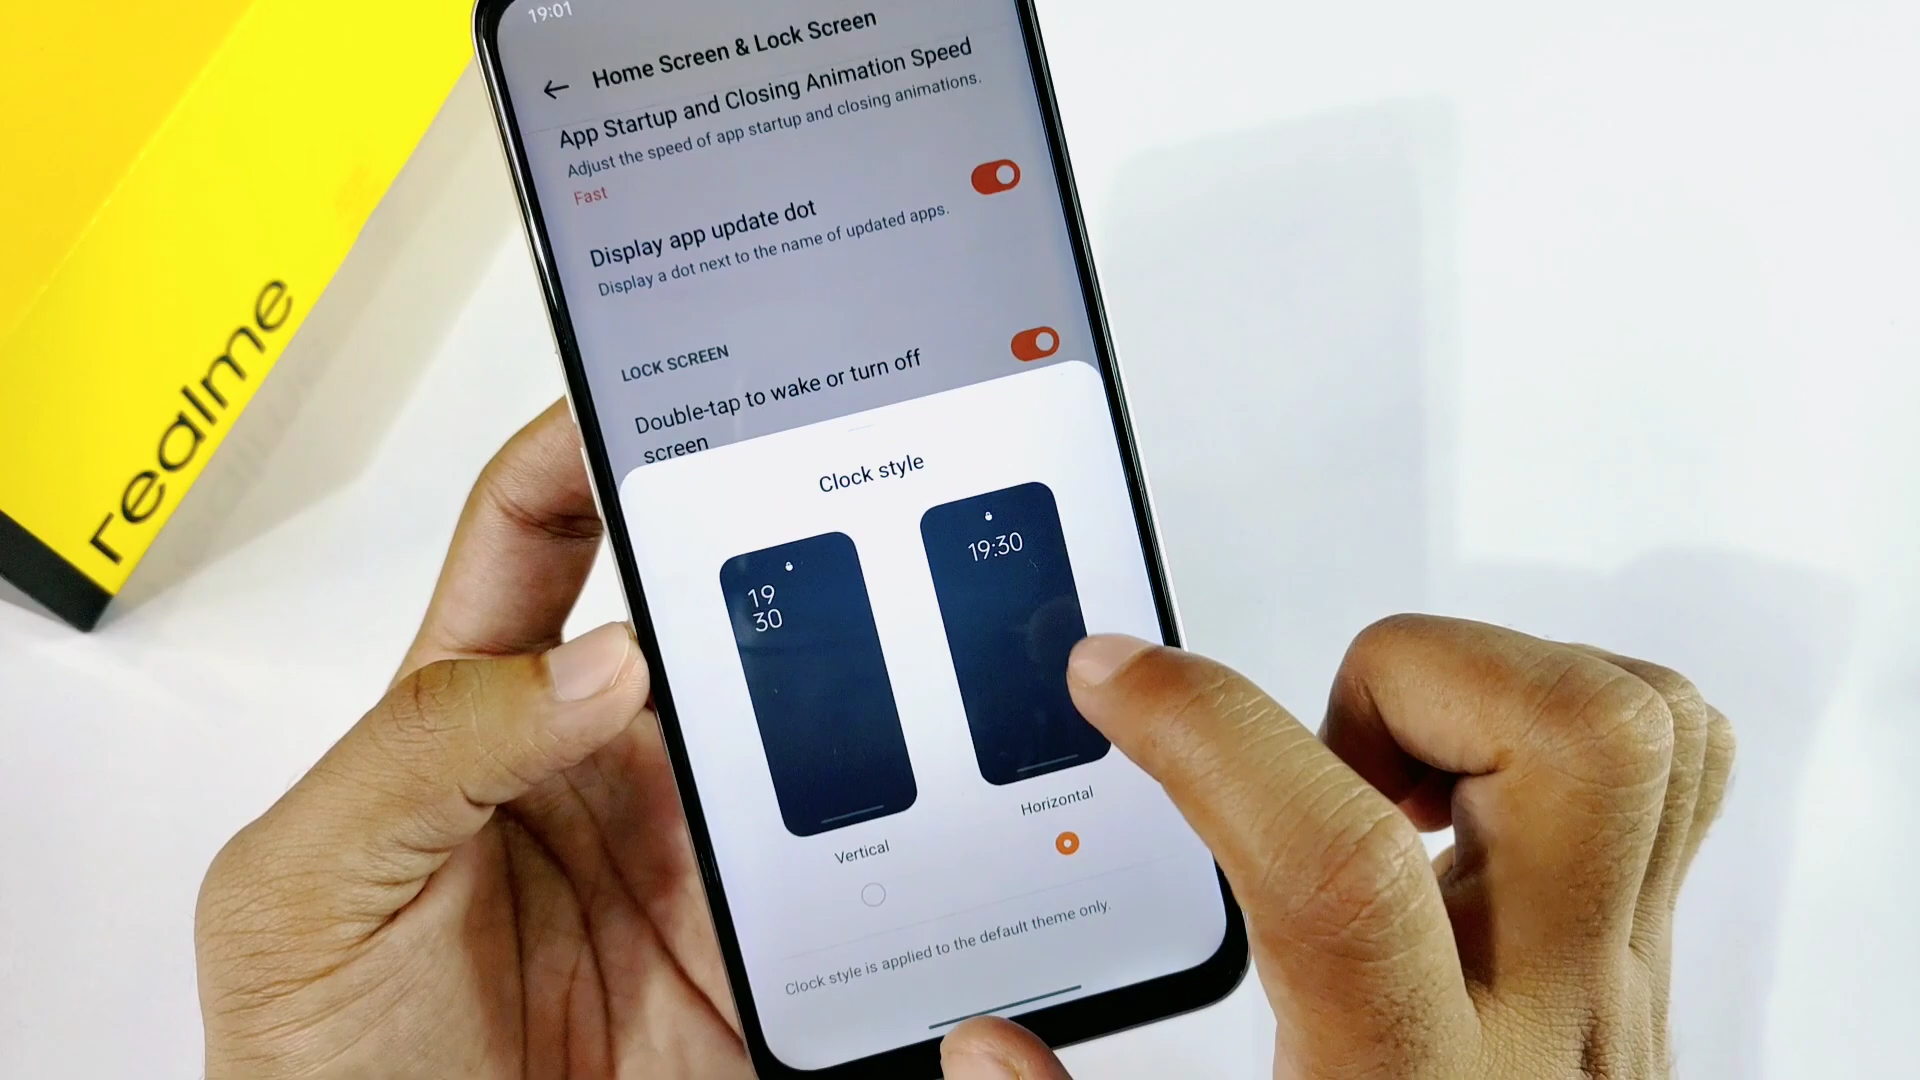 19:01
Home Screen & Lock Screen
App Startup and Closing Animation Speed
Adjust the speed of app startup and closing animations.
Fast
Display app update dot
Display a dot next to the name of updated apps.
LOCK SCREEN
Double-tap to wake or turn off
screen
Clock style
19
30
19:30
Vertical
Horizontal
Clock style is applied to the default theme only.
realme